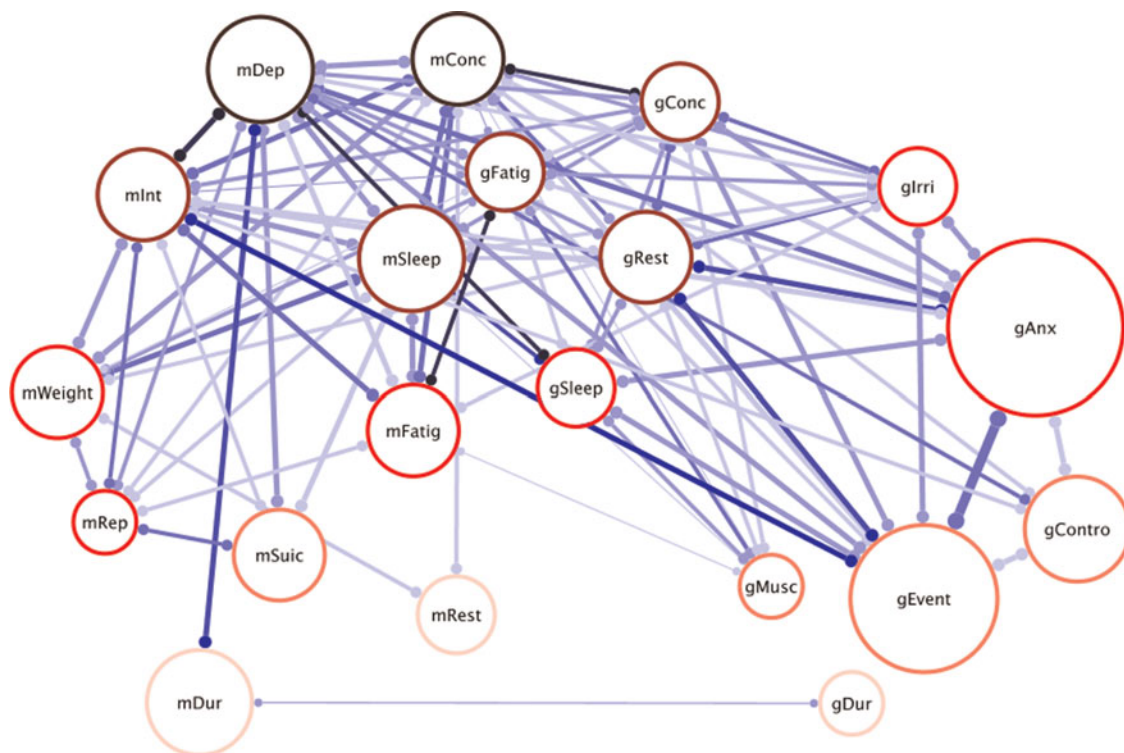 mDep
mConc
gConc
gFatig
mInt
gIrri
mSleep
gRest
gAnx
mWeight
gSleep
mFatig
mRep
gContro
mSuic
gMusc
gEvent
mRest
mDur
gDur